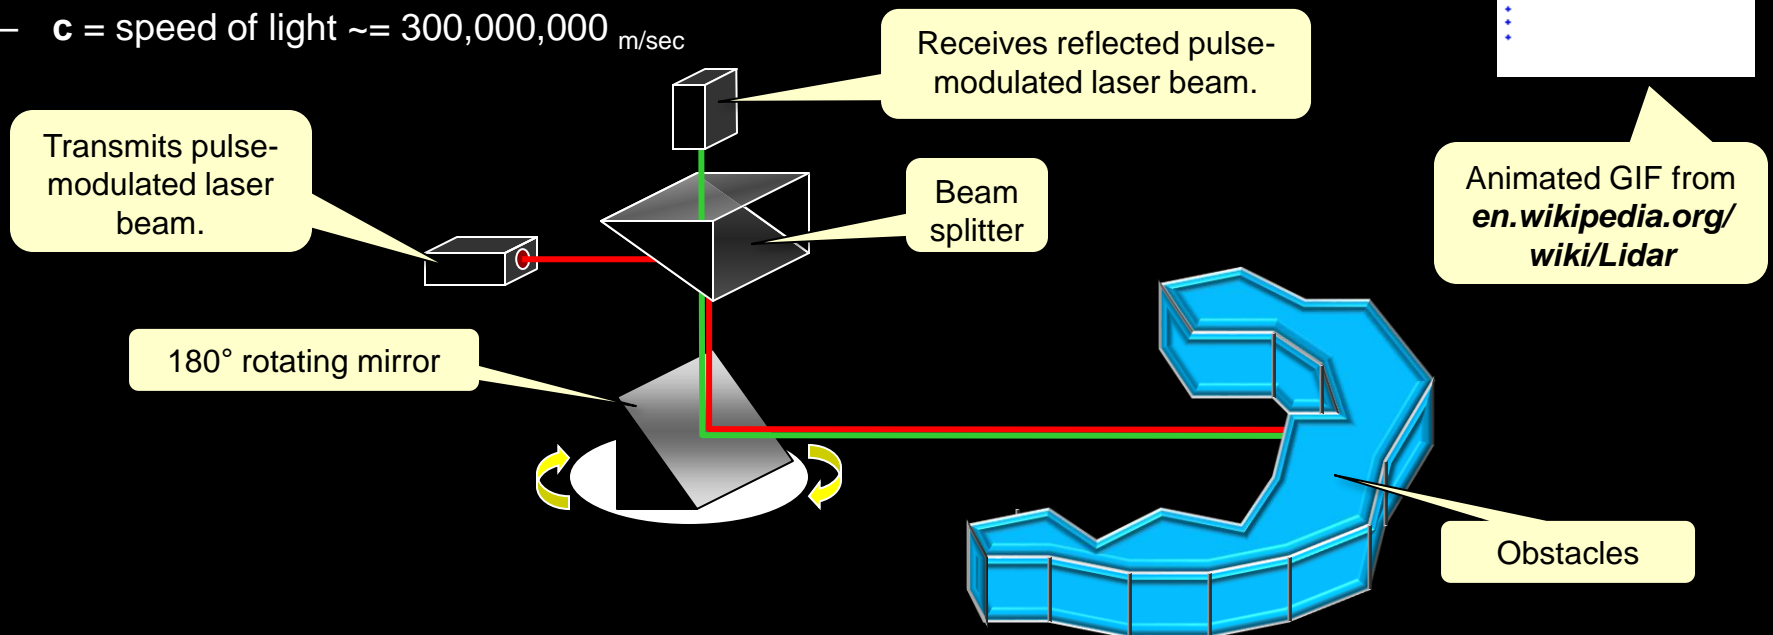 – c = speed of light ~= 300,000,000 m/sec
Receives reflected pulse-
modulated laser beam.
Transmits pulse-
modulated laser
beam.
Beam
splitter
Animated GIF from
en.wikipedia.org/
wiki/Lidar
180° rotating mirror
Obstacles